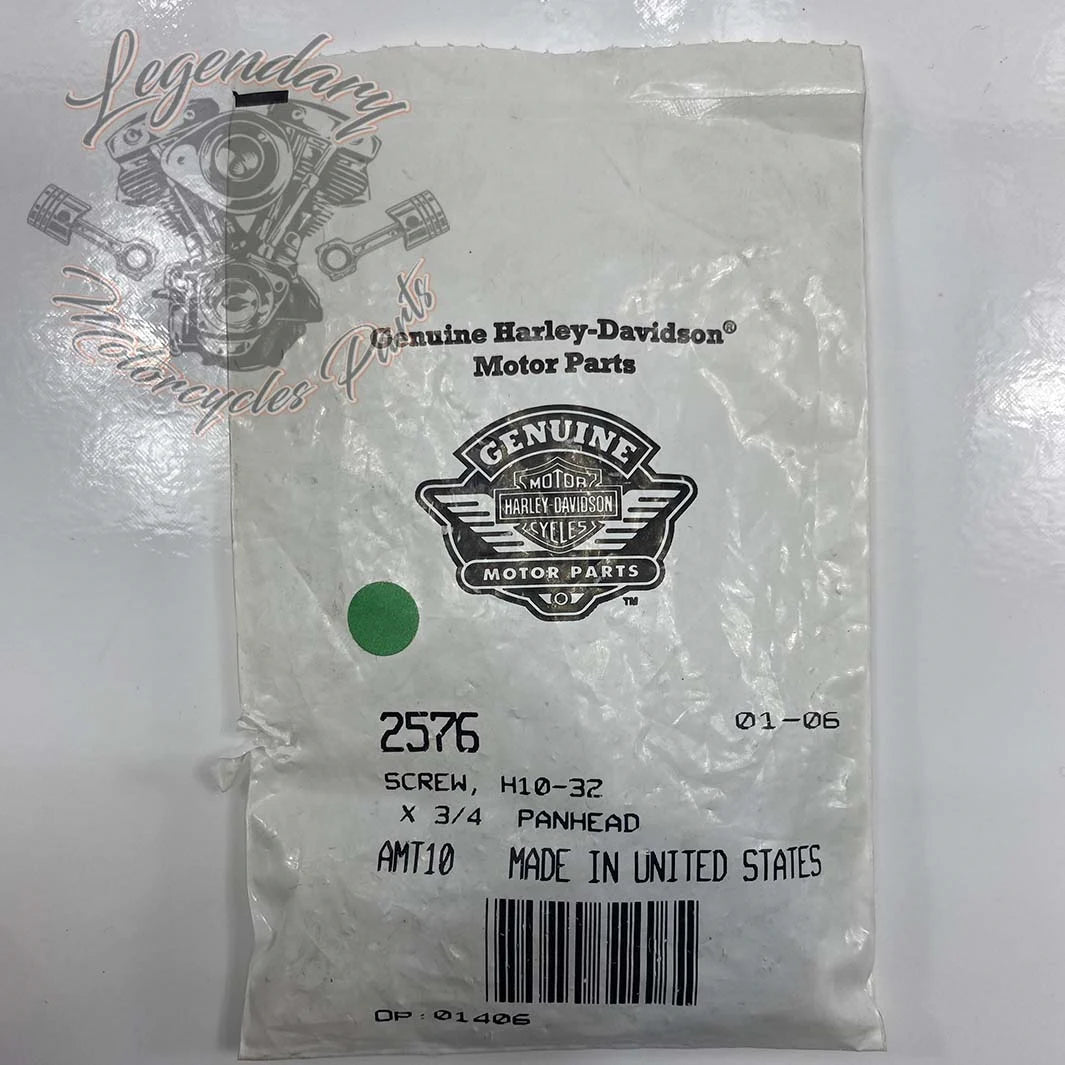 Legendary
Motorcycles Parts
Genuine Harley-Davidson®
Motor Parts
GENUINE
MOTOR
HARLEY-DAVIDSON
CYCLES
MOTOR PARTS
TM
2576
01-06
SCREW, H10-32
X 3/4 PANHEAD
AMT10 MADE IN UNITED STATES
OP:01406